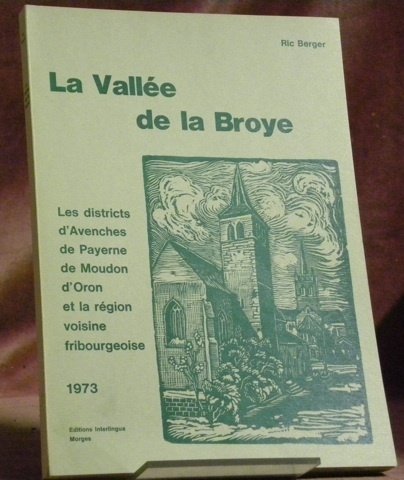 Ric Berger
La Vallée
de la Broye
Les districts
d'Avenches
de Payerne
de Moudon
d'Oron
et la région
voisine
fribourgeoise
1973
Editions Interlingua
Morges